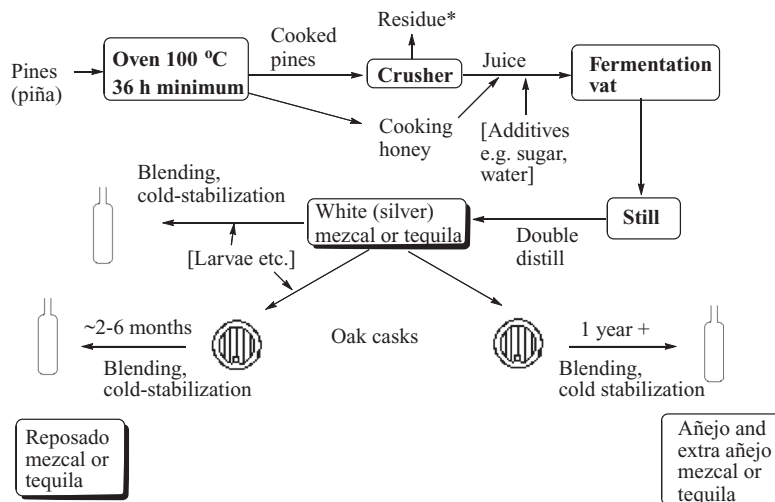 Residue*
Pines
(piña)
Oven 100 °C
36 h minimum
Cooked
pines
Crusher
Juice
Fermentation
vat
Cooking
honey
[Additives
e.g. sugar,
water]
Blending,
cold-stabilization
White (silver)
mezcal or tequila
Double
distill
Still
[Larvae etc.]
~2-6 months
Blending,
cold-stabilization
Oak casks
1 year +
Blending,
cold stabilization
Reposado
mezcal or
tequila
Añejo and
extra añejo
mezcal or
tequila